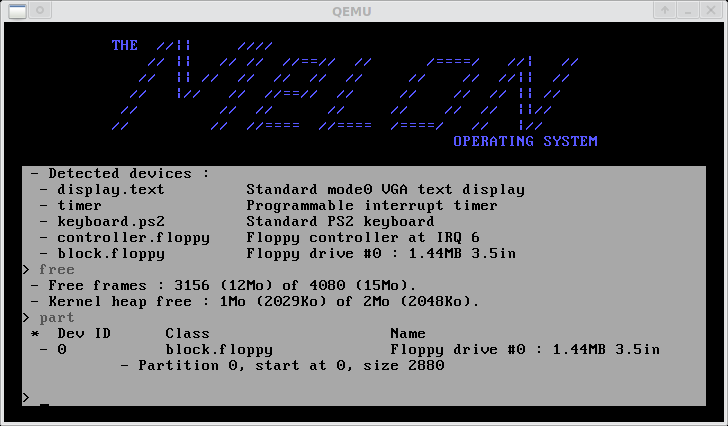 QEMU
THE
MELON
OPERATING SYSTEM
- Detected devices :
- display.text Standard mode0 VGA text display
- timer Programmable interrupt timer
- keyboard.ps2 Standard PS2 keyboard
- controller.floppy Floppy controller at IRQ 6
- block.floppy Floppy drive #0 : 1.44MB 3.5in
> free
- Free frames : 3156 (12Mo) of 4080 (15Mo).
- Kernel heap free : 1Mo (2029Ko) of 2Mo (2048Ko).
> part
* Dev ID Class Name
- 0 block.floppy Floppy drive #0 : 1.44MB 3.5in
- Partition 0, start at 0, size 2880
> _